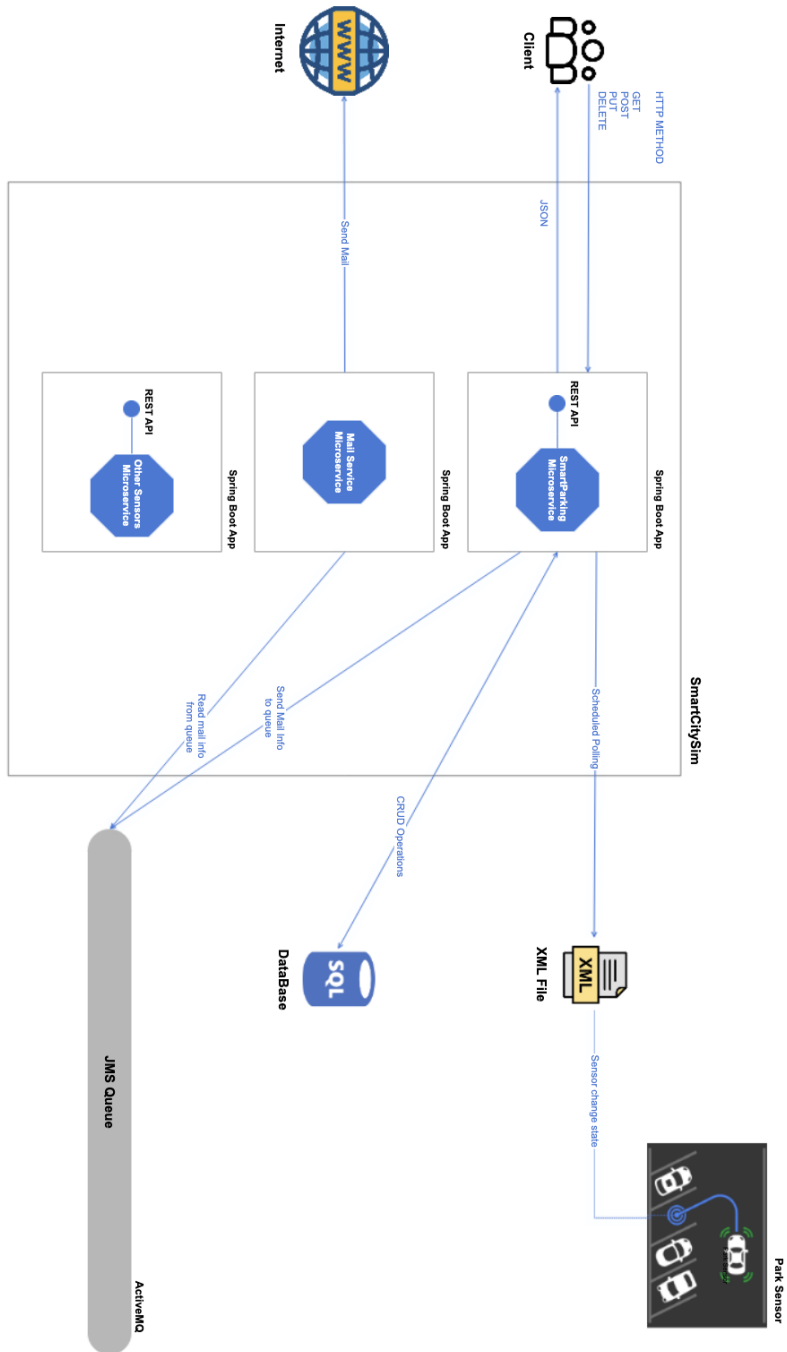 Client
HTTP METHOD
GET
POST
PUT
DELETE
JSON
Internet
WWW
Send Mail
SmartCitySim
Spring Boot App
REST API
SmartParking
Microservice
Spring Boot App
Mail Service
Microservice
Spring Boot App
REST API
Other Sensors
Microservice
Scheduled Polling
XML
XML File
Sensor change state
Park Sensor
CRUD Operations
SQL
DataBase
Send Mail Info
to queue
Read mail info
from queue
JMS Queue
ActiveMQ